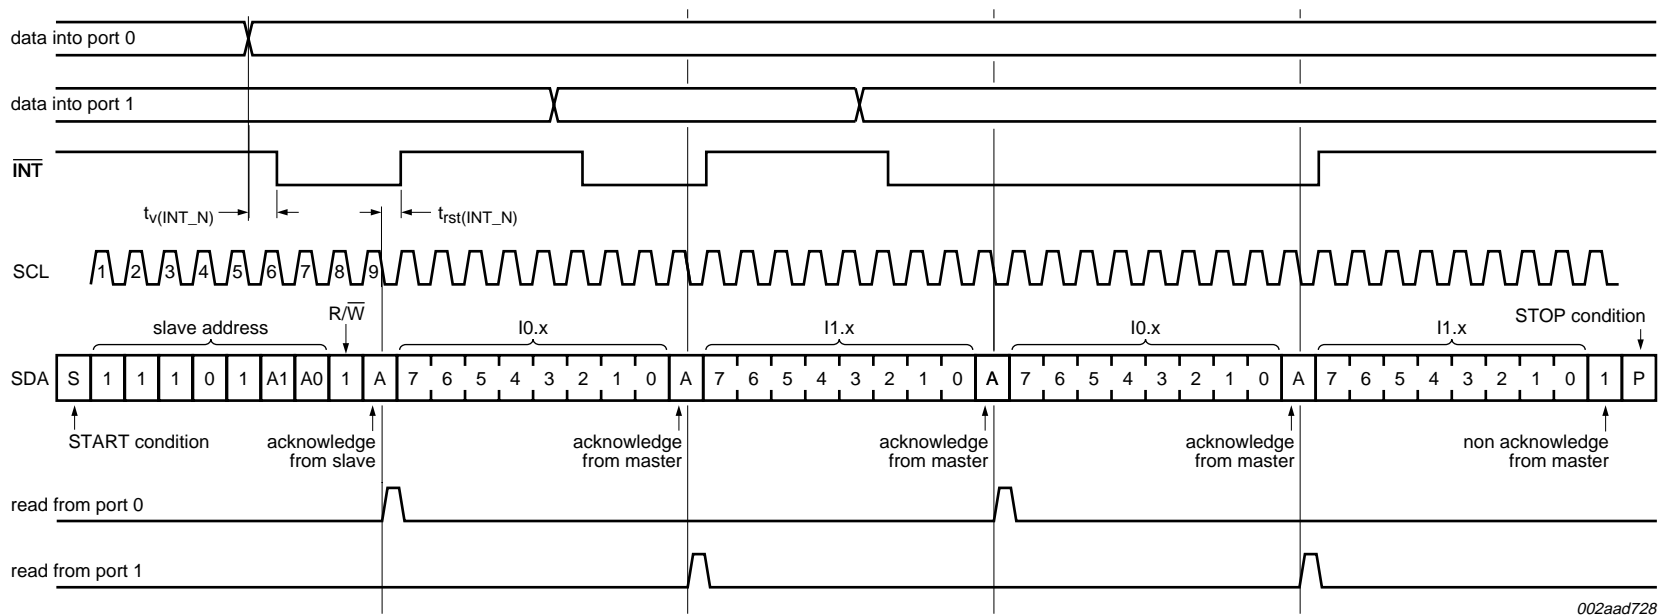 data into port 0
data into port 1
INT
tv(INT_N)
trst(INT_N)
SCL
1 2 3 4 5 6 7 8 9
R/W
slave address
I0.x
I1.x
I0.x
I1.x
STOP condition
SDA S 1 1 1 0 1 A1 A0 1 A 7 6 5 4 3 2 1 0 A 7 6 5 4 3 2 1 0 A 7 6 5 4 3 2 1 0 A 7 6 5 4 3 2 1 0 1 P
START condition
acknowledge
from slave
acknowledge
from master
acknowledge
from master
acknowledge
from master
non acknowledge
from master
read from port 0
read from port 1
002aad728